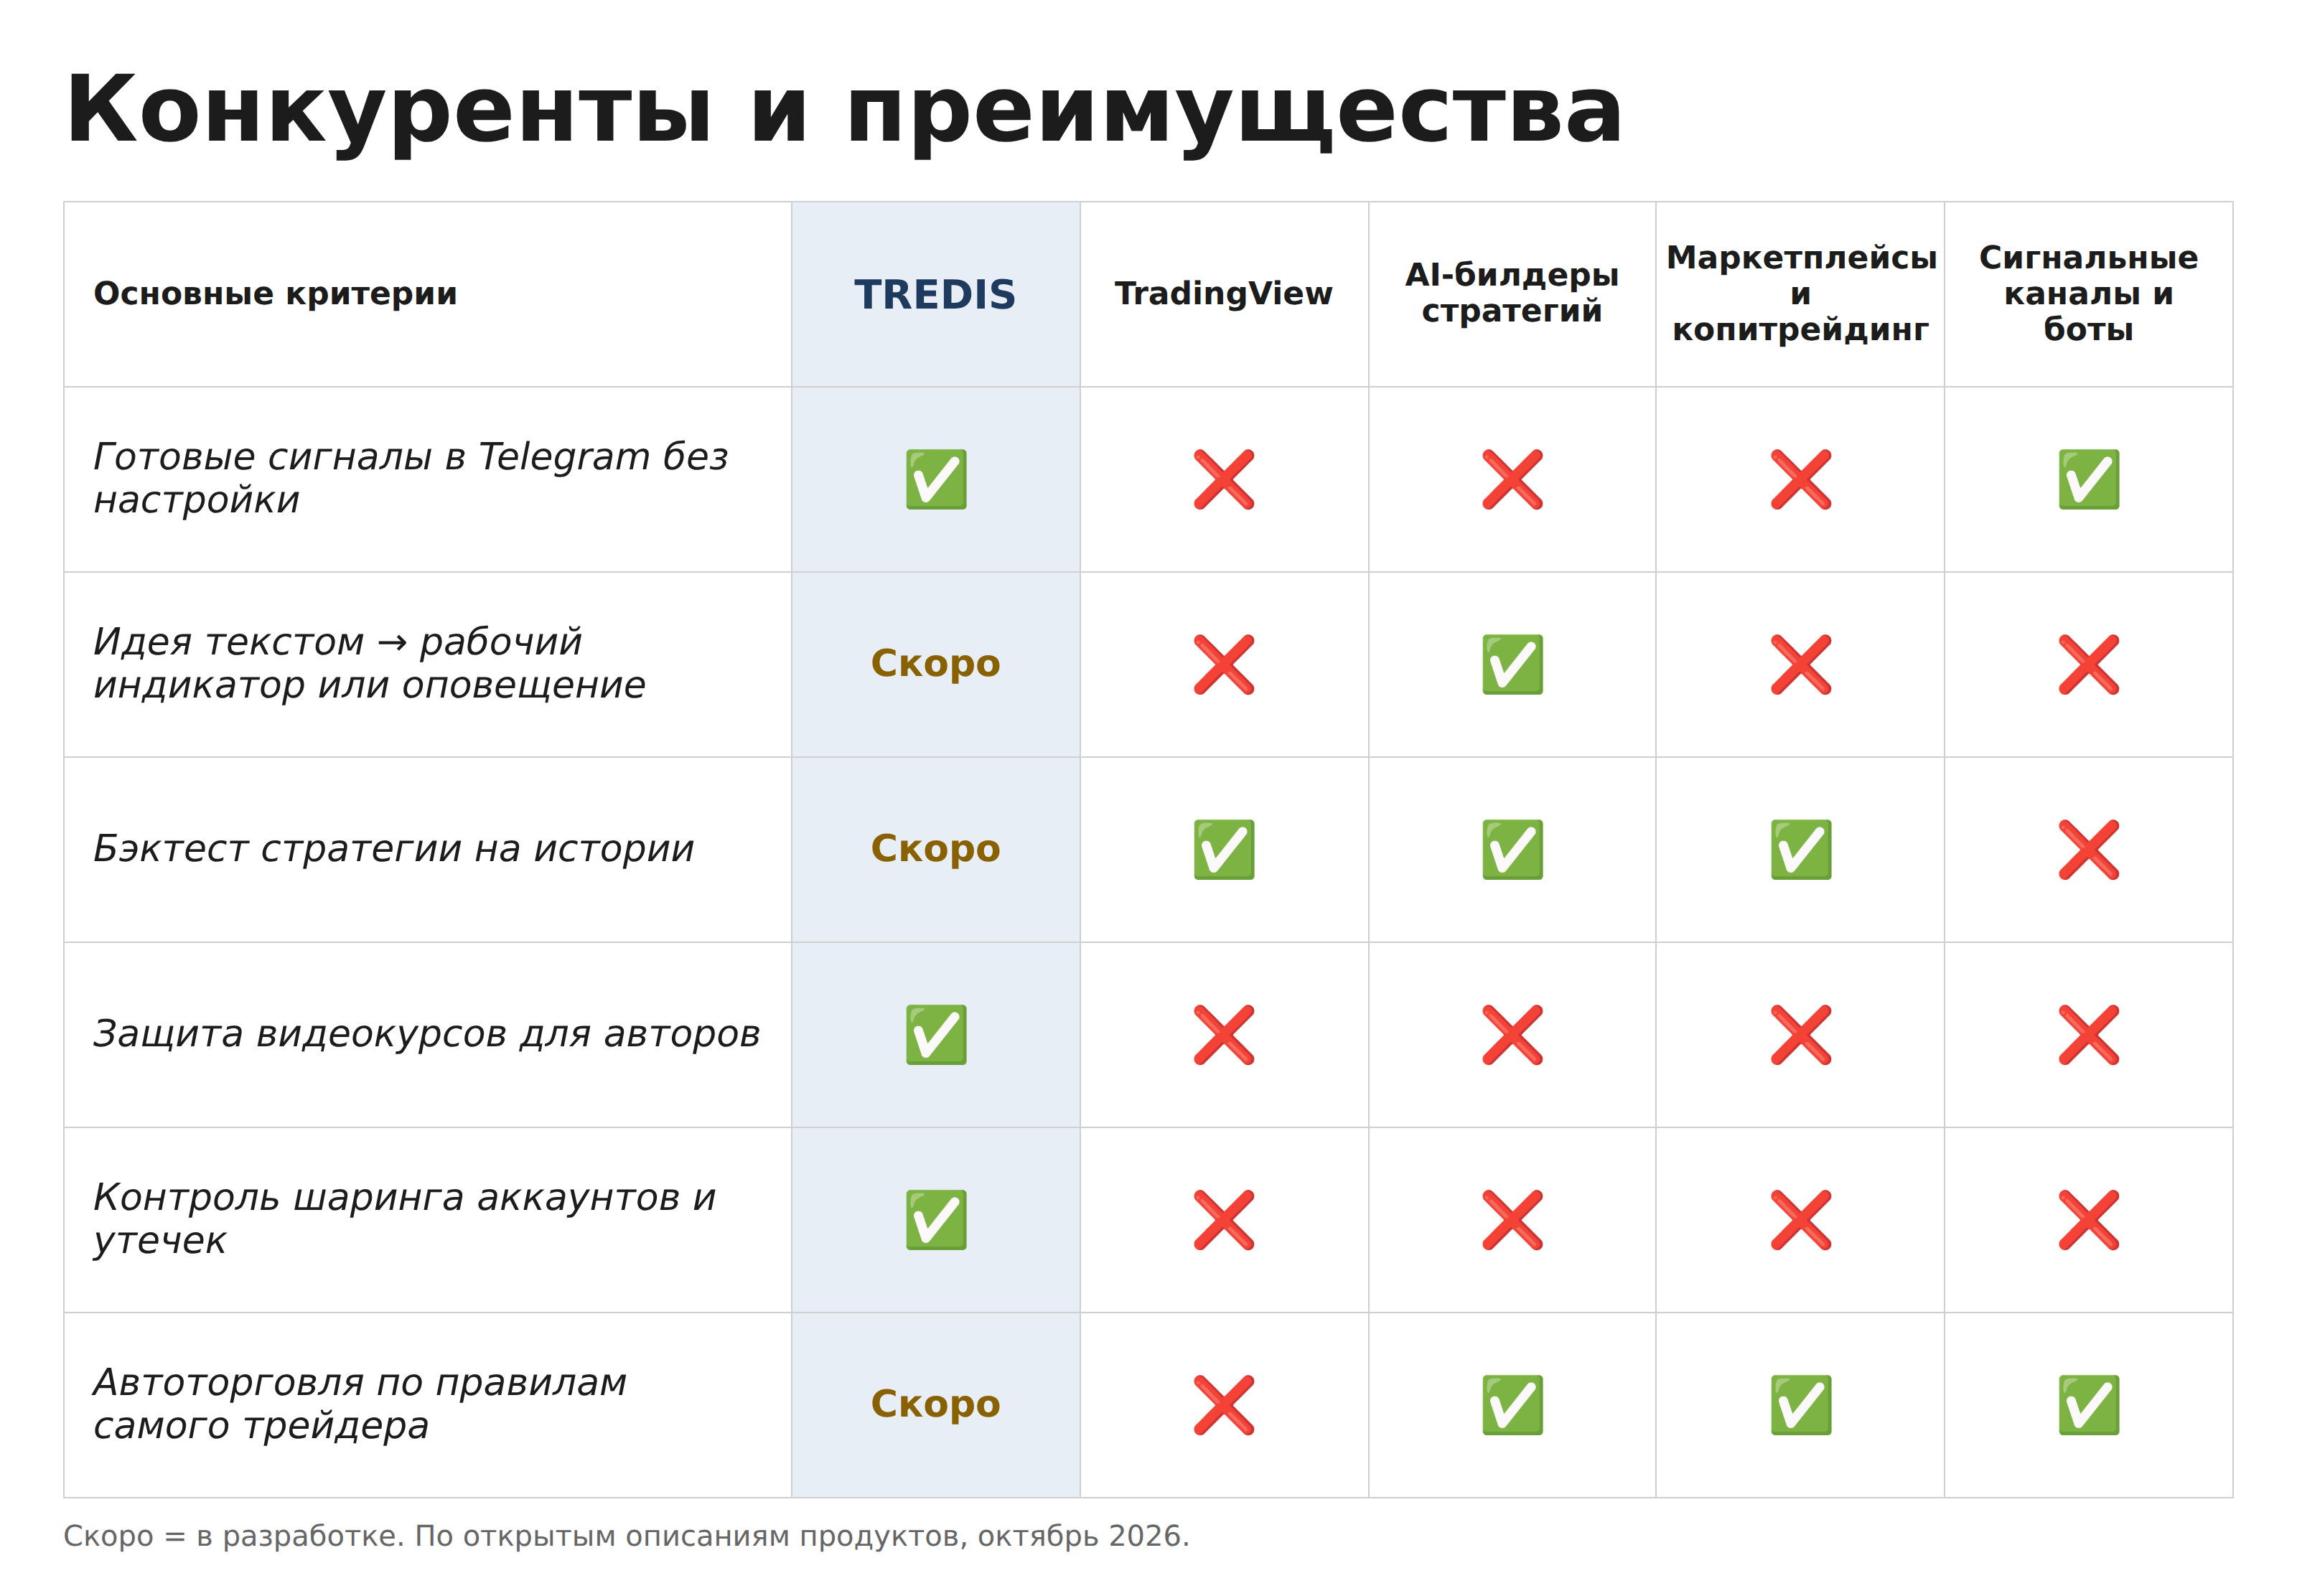 Конкуренты и преимущества
Основные критерии
TREDIS
TradingView
AI-билдеры
стратегий
Маркетплейсы
и
копитрейдинг
Сигнальные
каналы и
боты
Готовые сигналы в Telegram без
настройки
✅
❌
❌
❌
✅
Идея текстом → рабочий
индикатор или оповещение
Скоро
❌
✅
❌
❌
Бэктест стратегии на истории
Скоро
✅
✅
✅
❌
Защита видеокурсов для авторов
✅
❌
❌
❌
❌
Контроль шаринга аккаунтов и
утечек
✅
❌
❌
❌
❌
Автоторговля по правилам
самого трейдера
Скоро
❌
✅
✅
✅
Скоро = в разработке. По открытым описаниям продуктов, октябрь 2026.